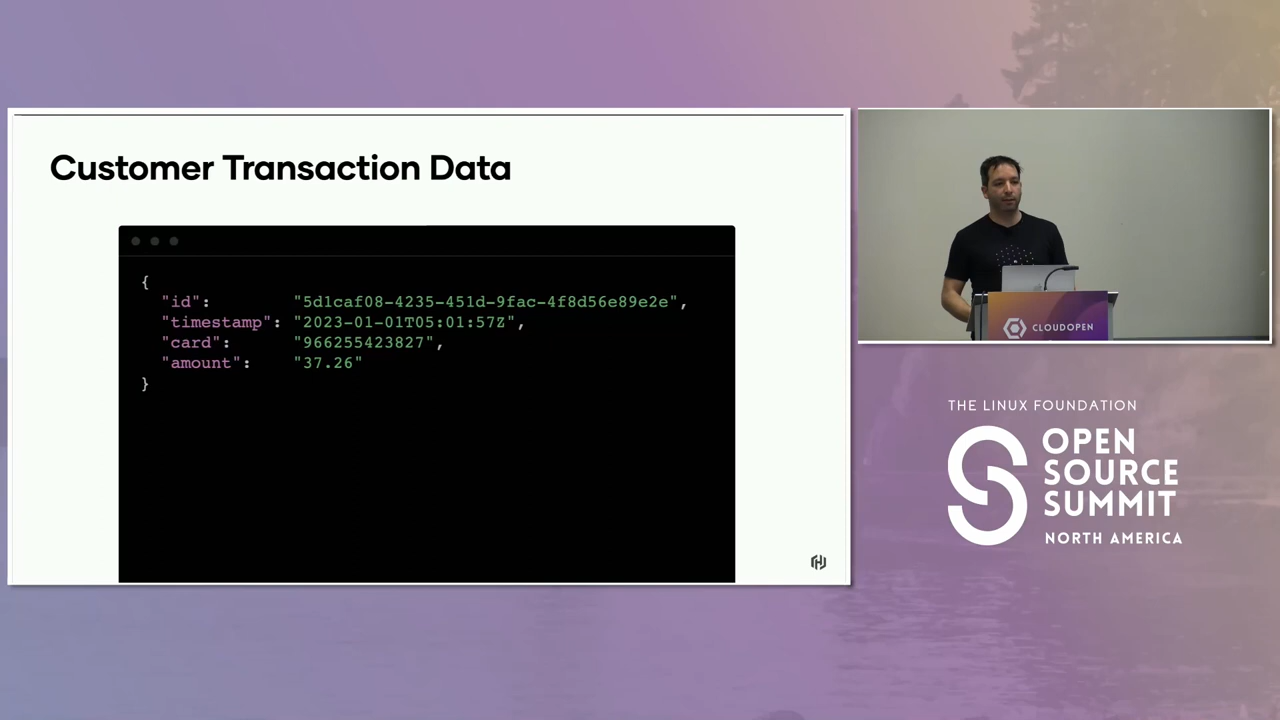 Customer Transaction Data
{
"id": "5d1caf08-4235-451d-9fac-4f8d56e89e2e",
"timestamp": "2023-01-01T05:01:57Z",
"card": "966255423827",
"amount": "37.26"
}
CLOUDOPEN
THE LINUX FOUNDATION
OPEN
SOURCE
SUMMIT
NORTH AMERICA